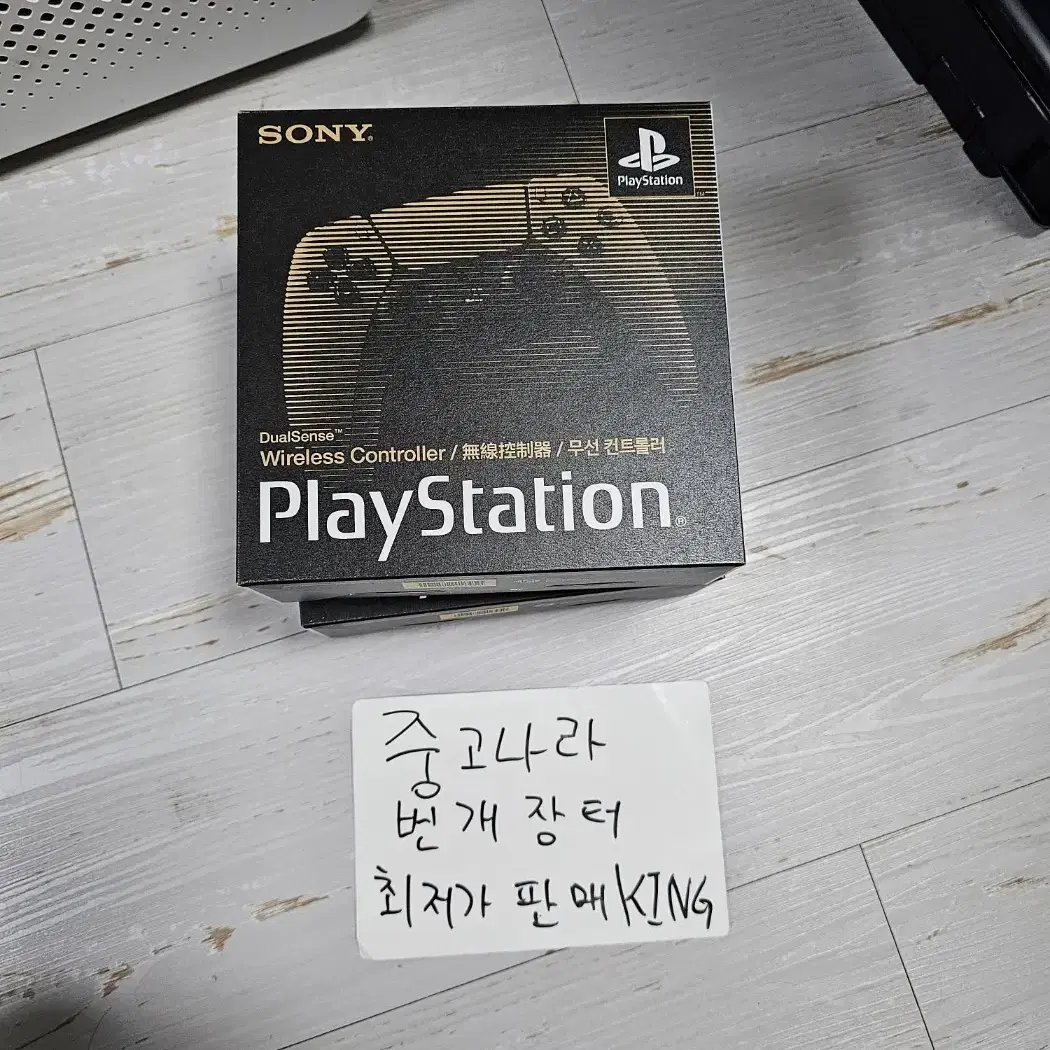 SONY®
PlayStation
TM
DualSense™
Wireless Controller / 無線控制器 / 무선 컨트롤러
PlayStation®
중고나라
번개장터
최저가 판매KING